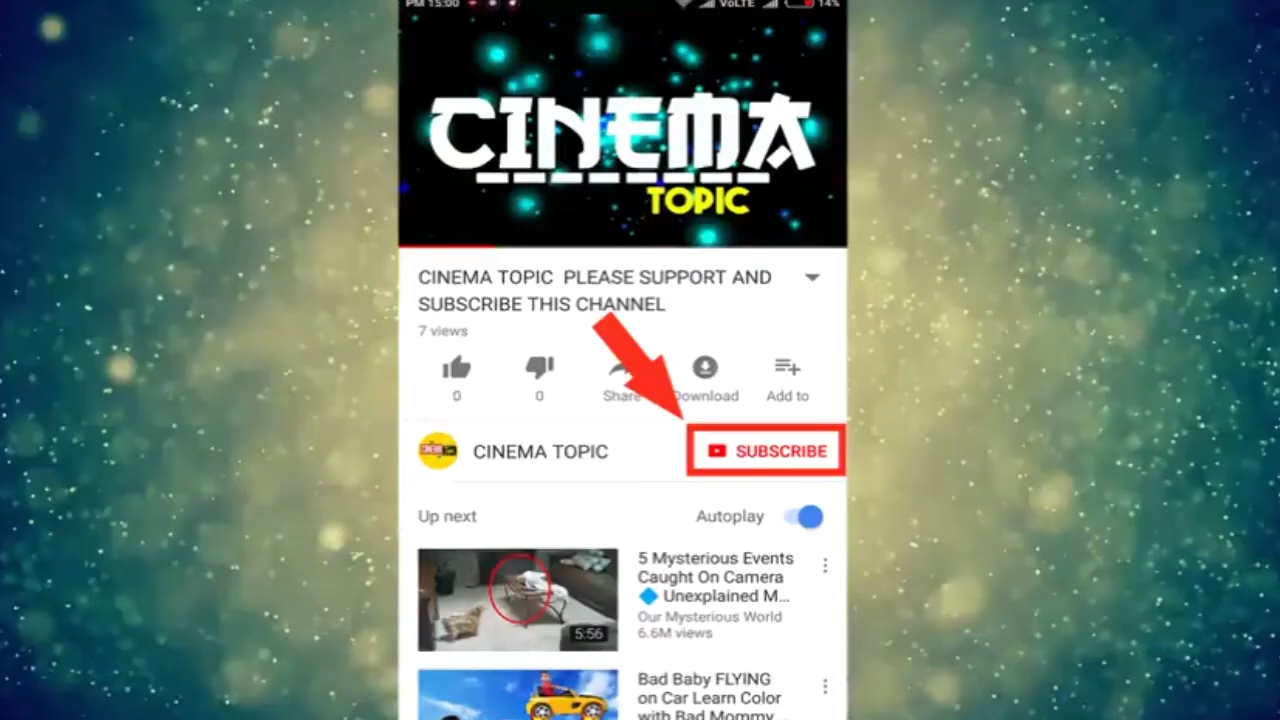 PM 15:00
VoLTE
14%
CINEMA
TOPIC
CINEMA TOPIC PLEASE SUPPORT AND
SUBSCRIBE THIS CHANNEL
7 views
0
0
Share
Download
Add to
CINEMA TOPIC
SUBSCRIBE
Up next
Autoplay
5:56
5 Mysterious Events
Caught On Camera
🔷 Unexplained M...
Our Mysterious World
6.6M views
Bad Baby FLYING
on Car Learn Color
with Bad Mommy...